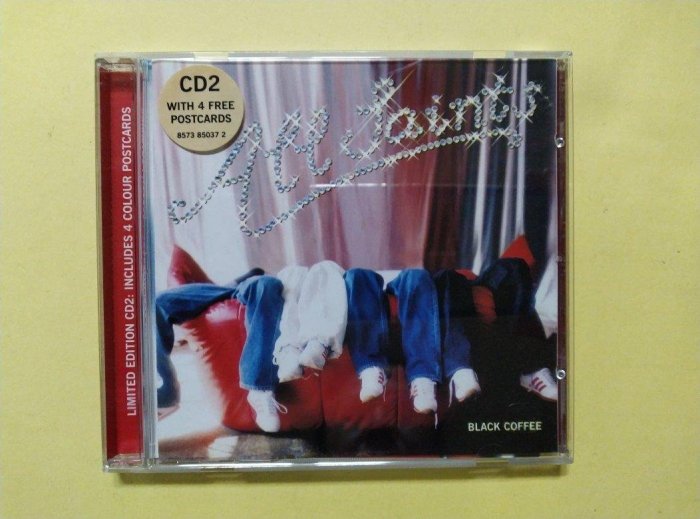 LIMITED EDITION CD2: INCLUDES 4 COLOUR POSTCARDS
CD2
WITH 4 FREE
POSTCARDS
8573 85037 2
All Saints
BLACK COFFEE